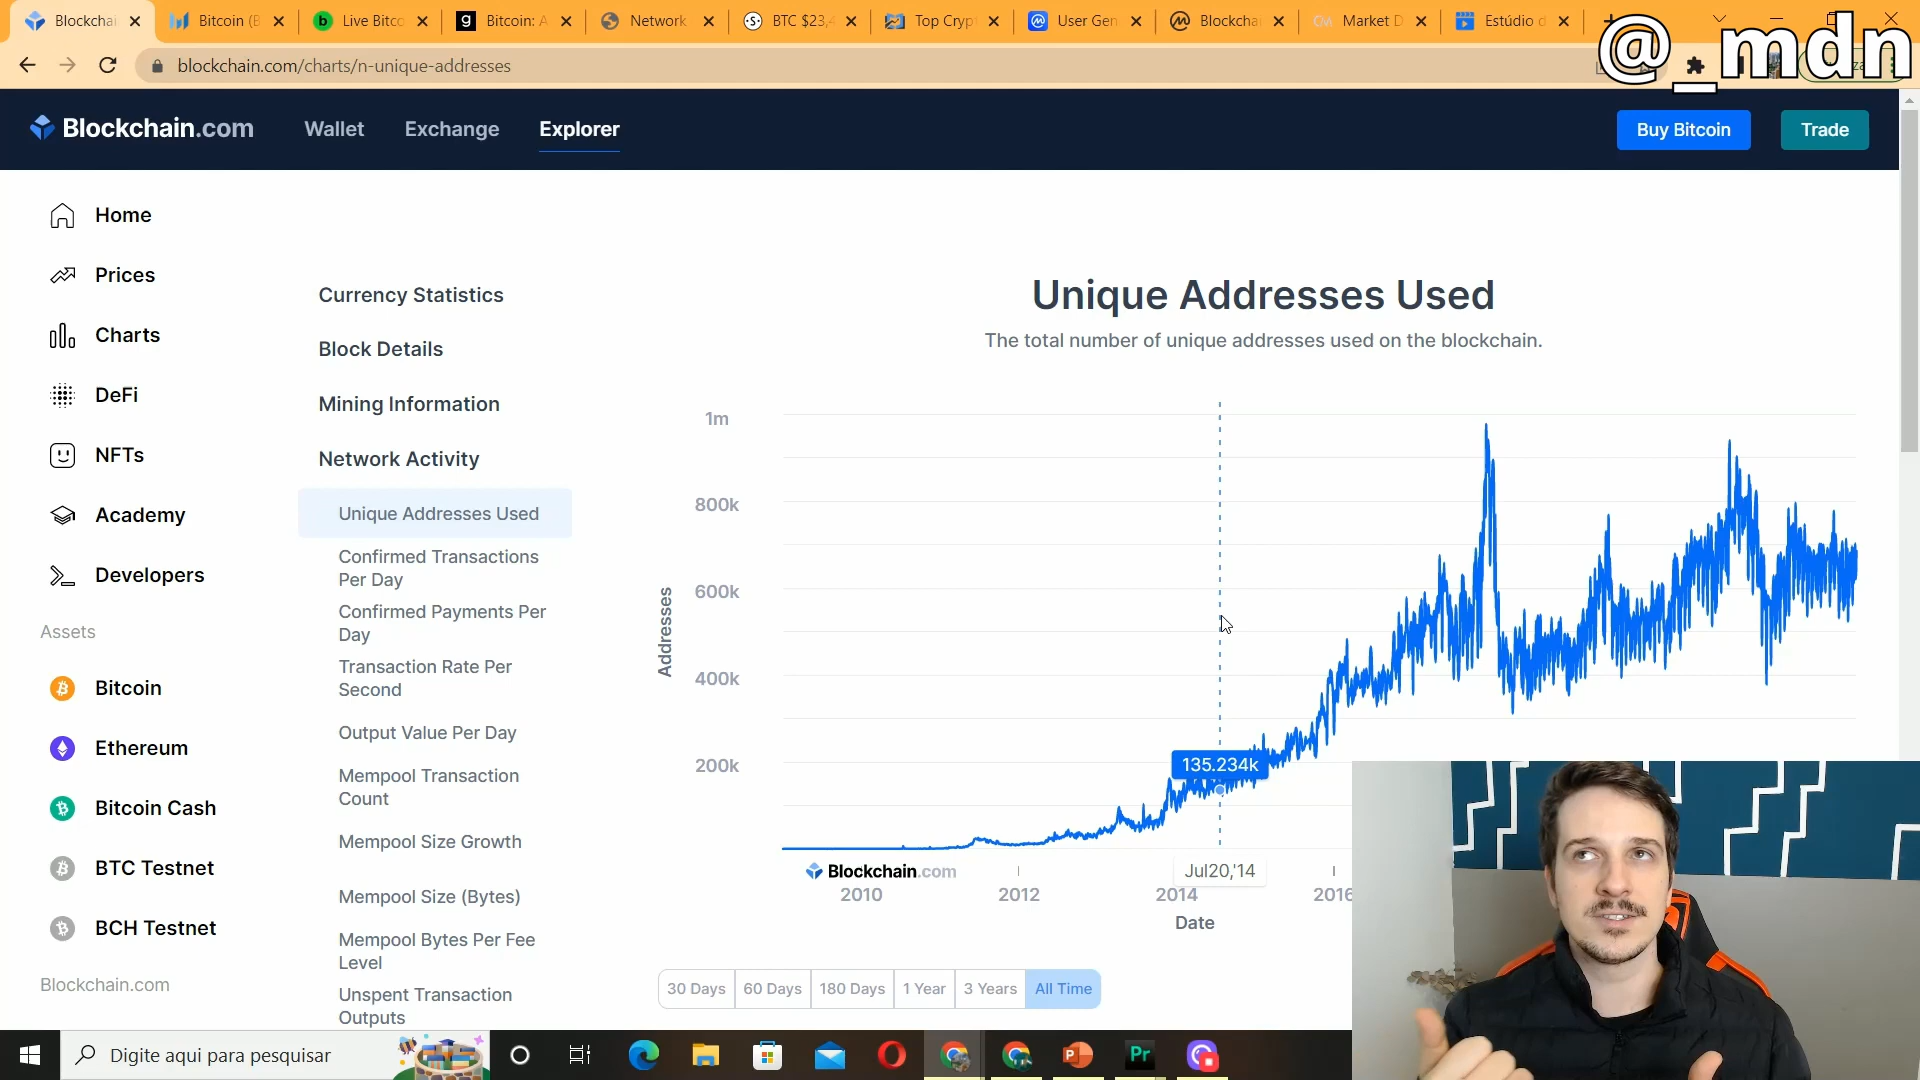 Blockchai
Bitcoin (B
Live Bitco
Bitcoin: A
Network
BTC $23,4
Top Cryp
User Gen
Blockchai
Market D
Estúdio d
@_mdn
blockchain.com/charts/n-unique-addresses
Blockchain.com
Wallet
Exchange
Explorer
Buy Bitcoin
Trade
Home
Prices
Charts
DeFi
NFTs
Academy
Developers
Assets
Bitcoin
Ethereum
Bitcoin Cash
BTC Testnet
BCH Testnet
Blockchain.com
Currency Statistics
Block Details
Mining Information
Network Activity
Unique Addresses Used
Confirmed Transactions
Per Day
Confirmed Payments Per
Day
Transaction Rate Per
Second
Output Value Per Day
Mempool Transaction
Count
Mempool Size Growth
Mempool Size (Bytes)
Mempool Bytes Per Fee
Level
Unspent Transaction
Outputs
Unique Addresses Used
The total number of unique addresses used on the blockchain.
1m
800k
600k
400k
200k
Addresses
135.234k
Blockchain.com
Jul20,'14
2010
2012
2014
2016
Date
30 Days
60 Days
180 Days
1 Year
3 Years
All Time
Digite aqui para pesquisar
Pr